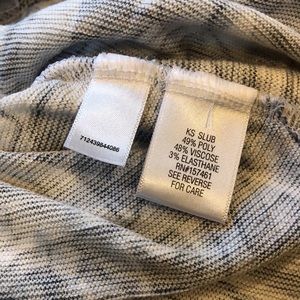 712439844086
KS SLUB
49% POLY
48% VISCOSE
3% ELASTHANE
RN#157461
SEE REVERSE
FOR CARE